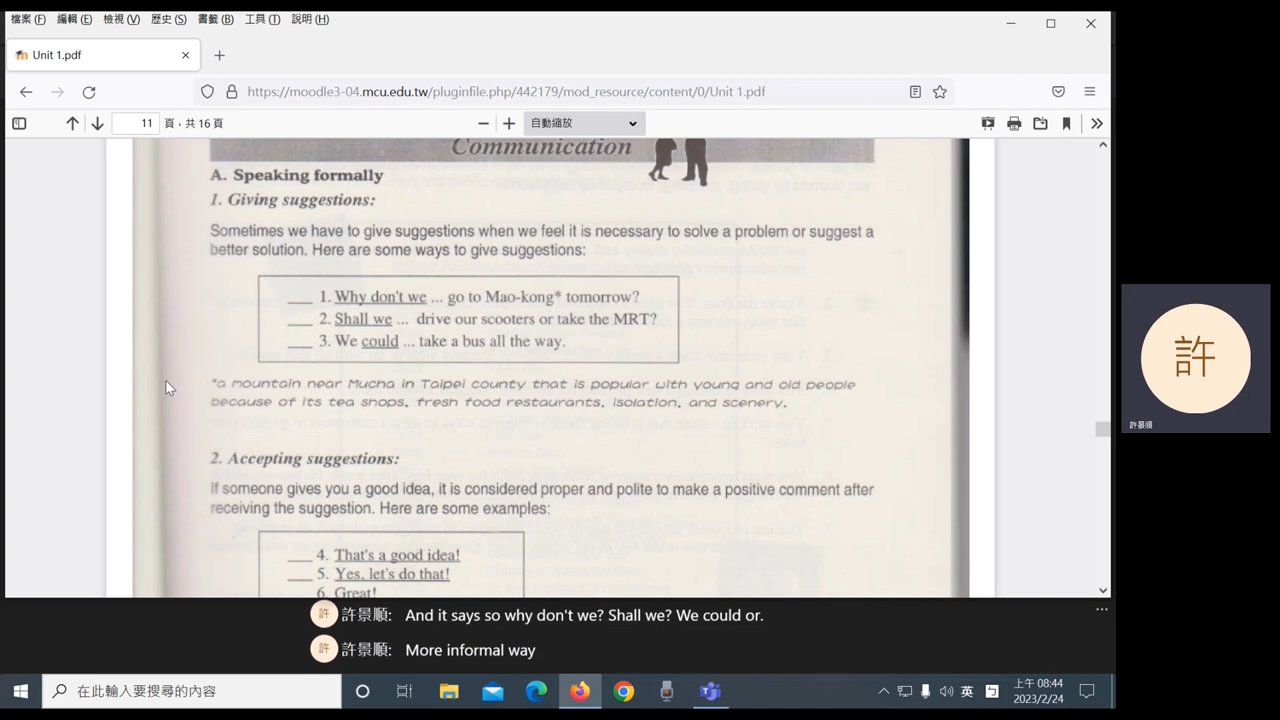 檔案 (F) 編輯 (E) 檢視 (V) 歷史 (S) 書籤 (B) 工具 (T) 說明 (H)
Unit 1.pdf
https://moodle3-04.mcu.edu.tw/pluginfile.php/442179/mod_resource/content/0/Unit 1.pdf
11 頁，共 16 頁
自動縮放
Communication
A. Speaking formally
1. Giving suggestions:
Sometimes we have to give suggestions when we feel it is necessary to solve a problem or suggest a
better solution. Here are some ways to give suggestions:
___ 1. Why don't we ... go to Mao-kong* tomorrow?
___ 2. Shall we ... drive our scooters or take the MRT?
___ 3. We could ... take a bus all the way.
*a mountain near Mucha in Taipei county that is popular with young and old people
because of its tea shops, fresh food restaurants, isolation, and scenery.
2. Accepting suggestions:
If someone gives you a good idea, it is considered proper and polite to make a positive comment after
receiving the suggestion. Here are some examples:
___ 4. That's a good idea!
___ 5. Yes, let's do that!
6. Great!
許
許景順
許 許景順: And it says so why don't we? Shall we? We could or.
許 許景順: More informal way
在此輸入要搜尋的內容
英
上午 08:44
2023/2/24